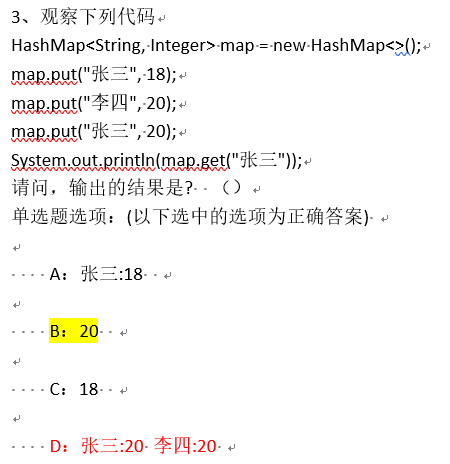 3、观察下列代码
HashMap<String, Integer> map = new HashMap<>();
map.put("张三", 18);
map.put("李四", 20);
map.put("张三", 20);
System.out.println(map.get("张三"));
请问，输出的结果是?  （）
单选题选项：(以下选中的选项为正确答案)
A：张三:18
B：20
C：18
D：张三:20 李四:20